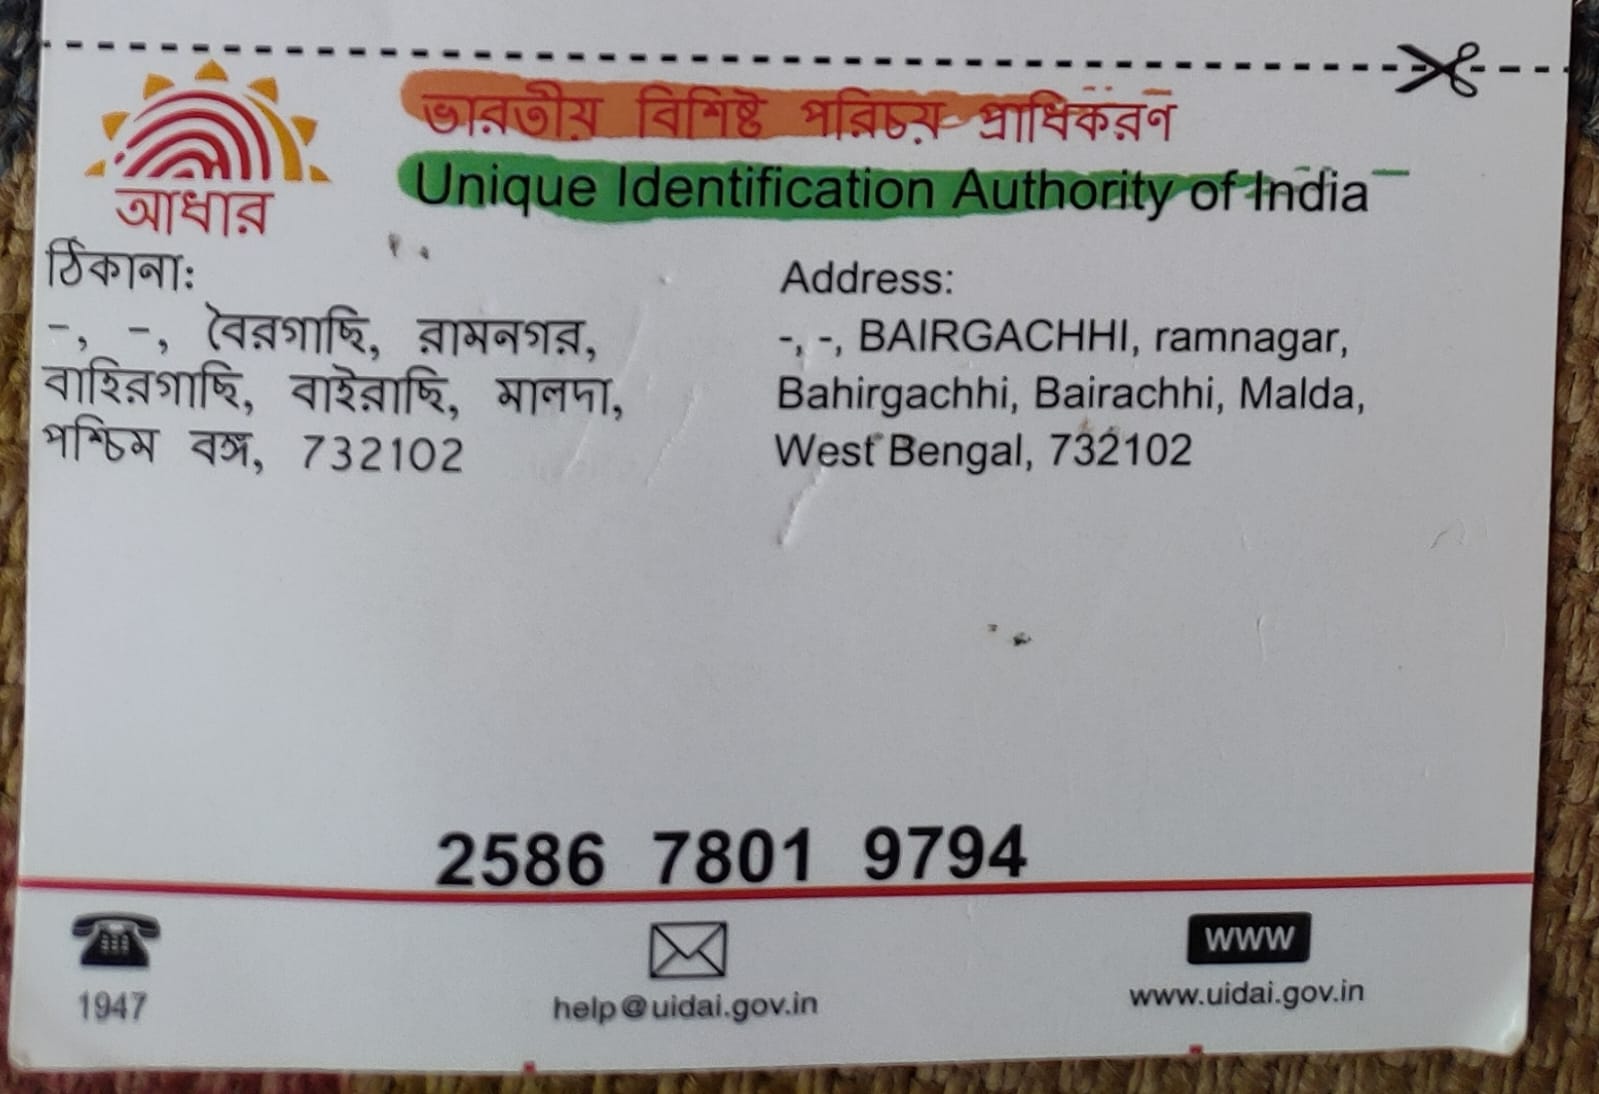 আধার
ভারতীয় বিশিষ্ট পরিচয় প্রাধিকরণ
Unique Identification Authority of India
ঠিকানা:
-, -, বৈরগাছি, রামনগর,
বাহিরগাছি, বাইরাছি, মালদা,
পশ্চিম বঙ্গ, 732102
Address:
-, -, BAIRGACHHI, ramnagar,
Bahirgachhi, Bairachhi, Malda,
West Bengal, 732102
2586 7801 9794
1947
help@uidai.gov.in
www
www.uidai.gov.in